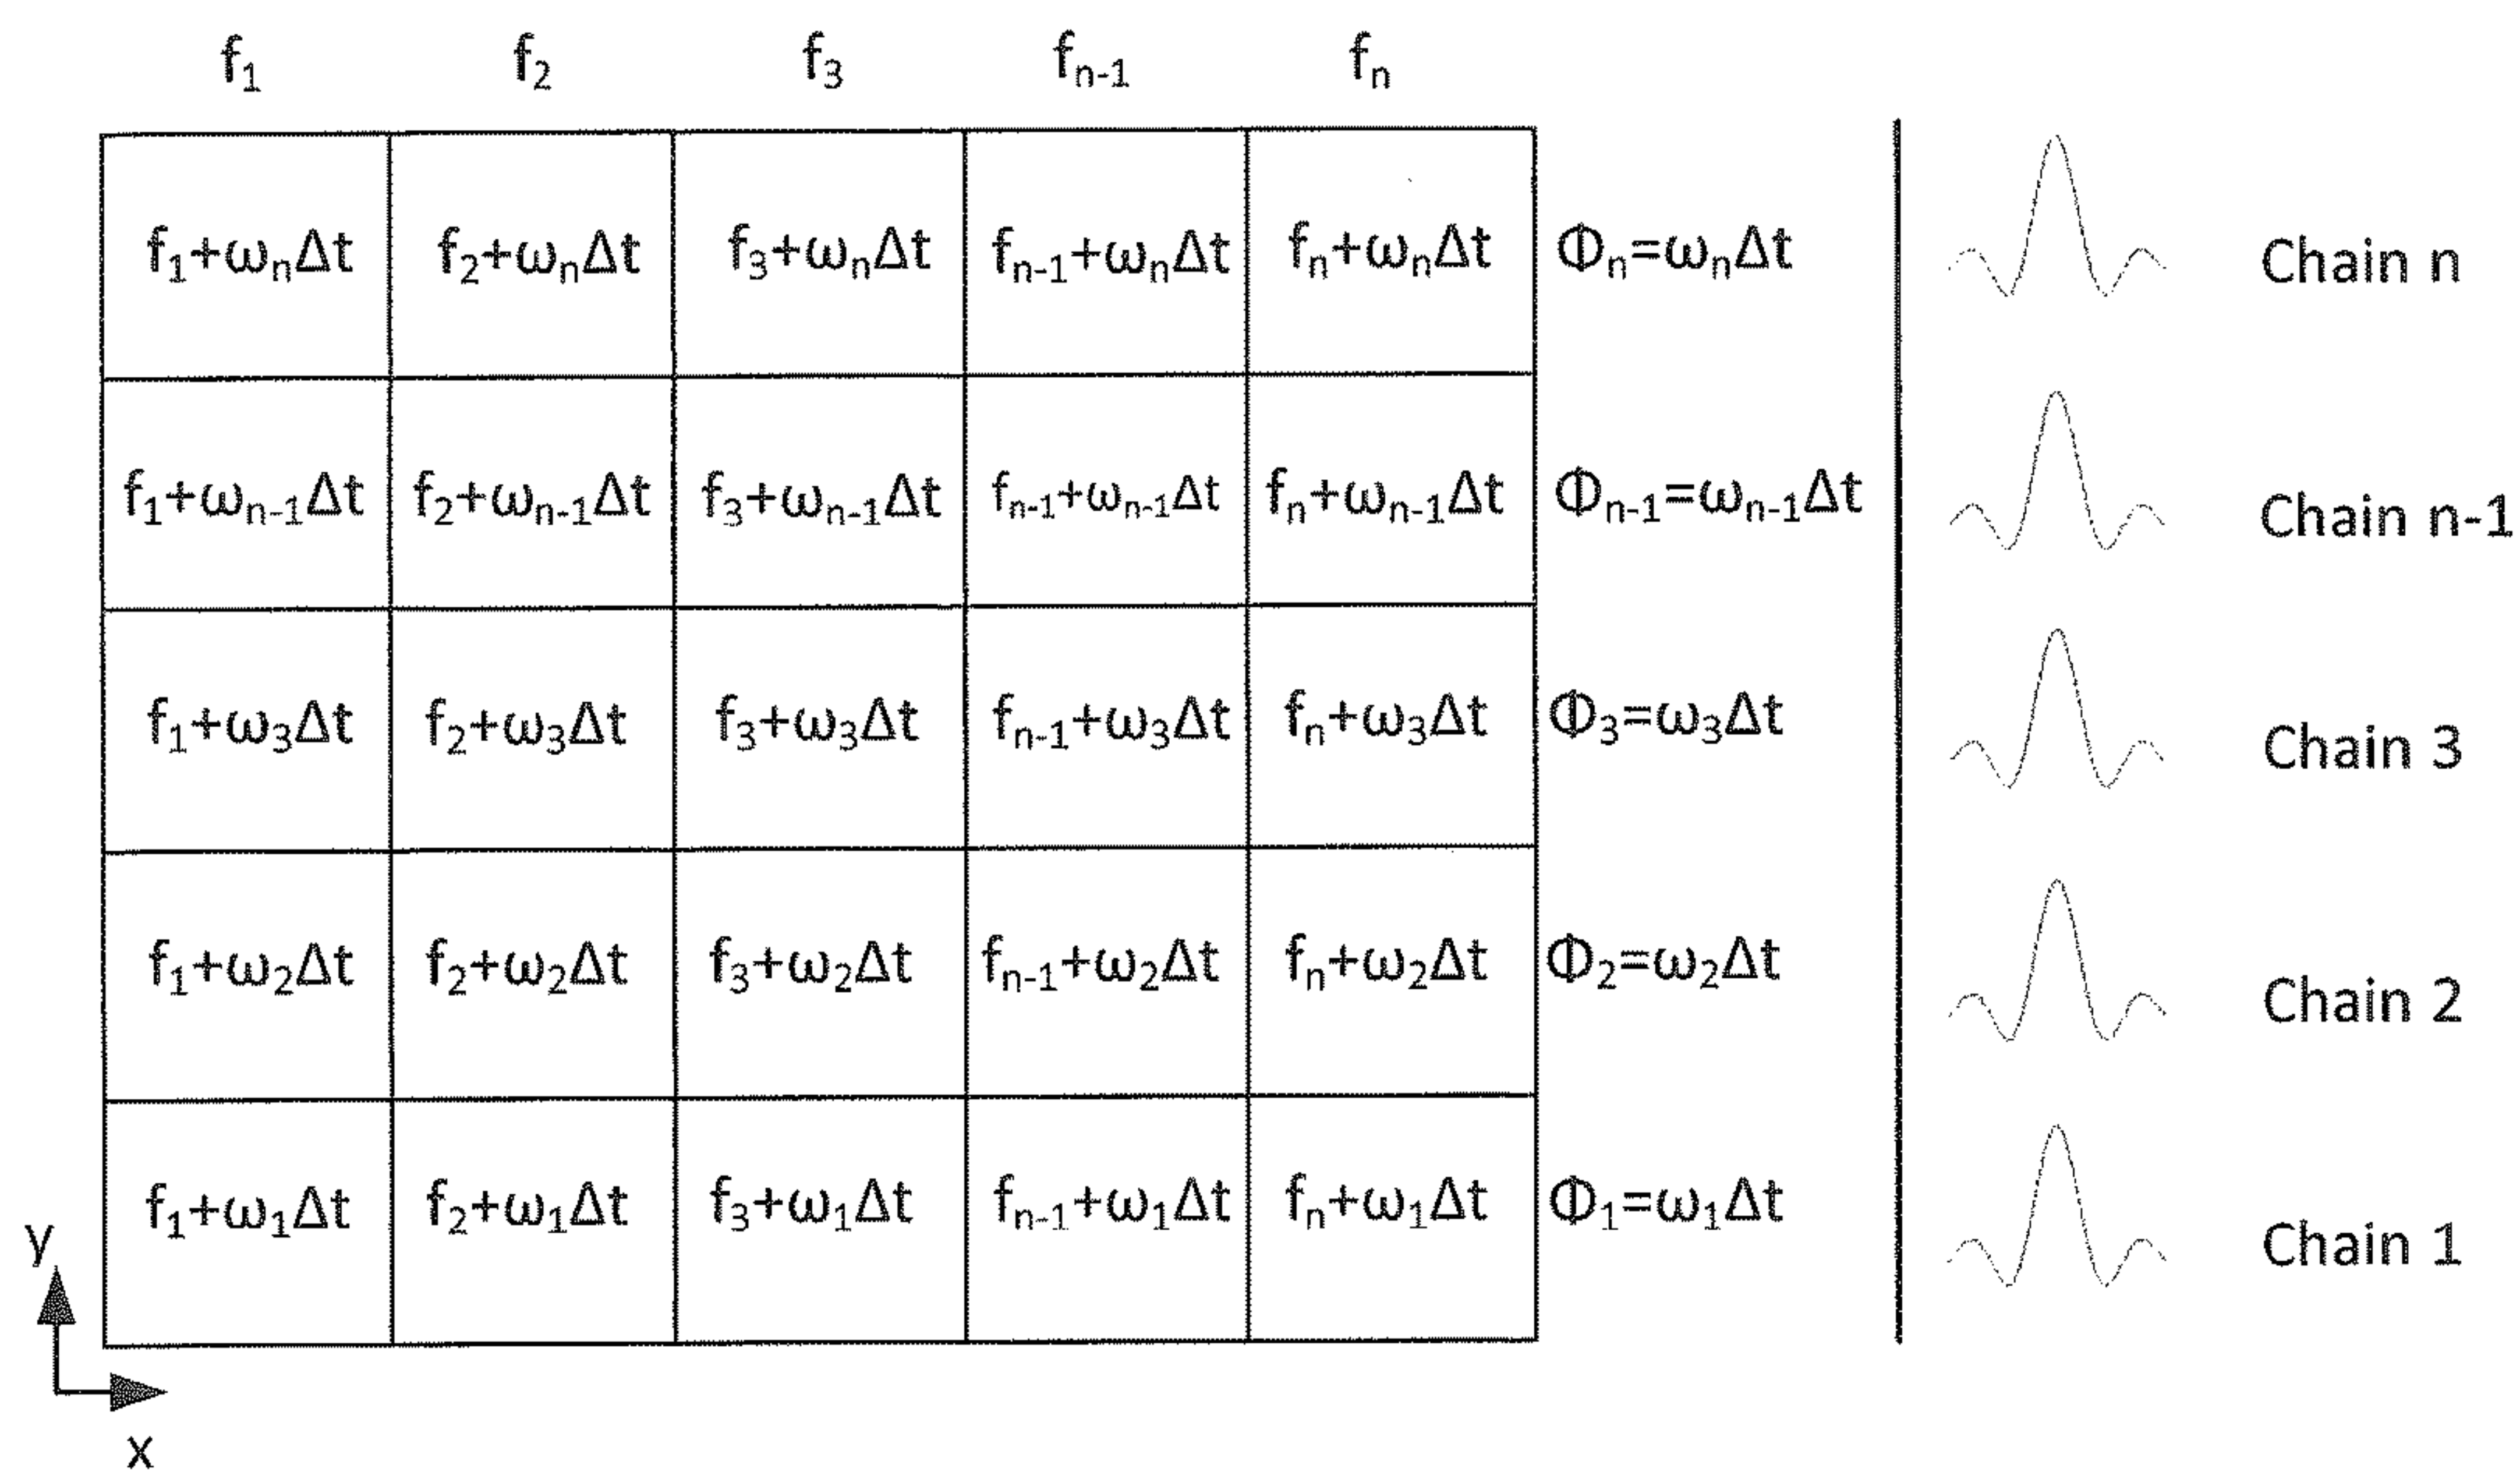 f₁ f₂ f₃ fₙ₋₁ fₙ
f₁+ωₙΔt f₂+ωₙΔt f₃+ωₙΔt fₙ₋₁+ωₙΔt fₙ+ωₙΔt Φₙ=ωₙΔt Chain n
f₁+ωₙ₋₁Δt f₂+ωₙ₋₁Δt f₃+ωₙ₋₁Δt fₙ₋₁+ωₙ₋₁Δt fₙ+ωₙ₋₁Δt Φₙ₋₁=ωₙ₋₁Δt Chain n-1
f₁+ω₃Δt f₂+ω₃Δt f₃+ω₃Δt fₙ₋₁+ω₃Δt fₙ+ω₃Δt Φ₃=ω₃Δt Chain 3
f₁+ω₂Δt f₂+ω₂Δt f₃+ω₂Δt fₙ₋₁+ω₂Δt fₙ+ω₂Δt Φ₂=ω₂Δt Chain 2
f₁+ω₁Δt f₂+ω₁Δt f₃+ω₁Δt fₙ₋₁+ω₁Δt fₙ+ω₁Δt Φ₁=ω₁Δt Chain 1
y
x